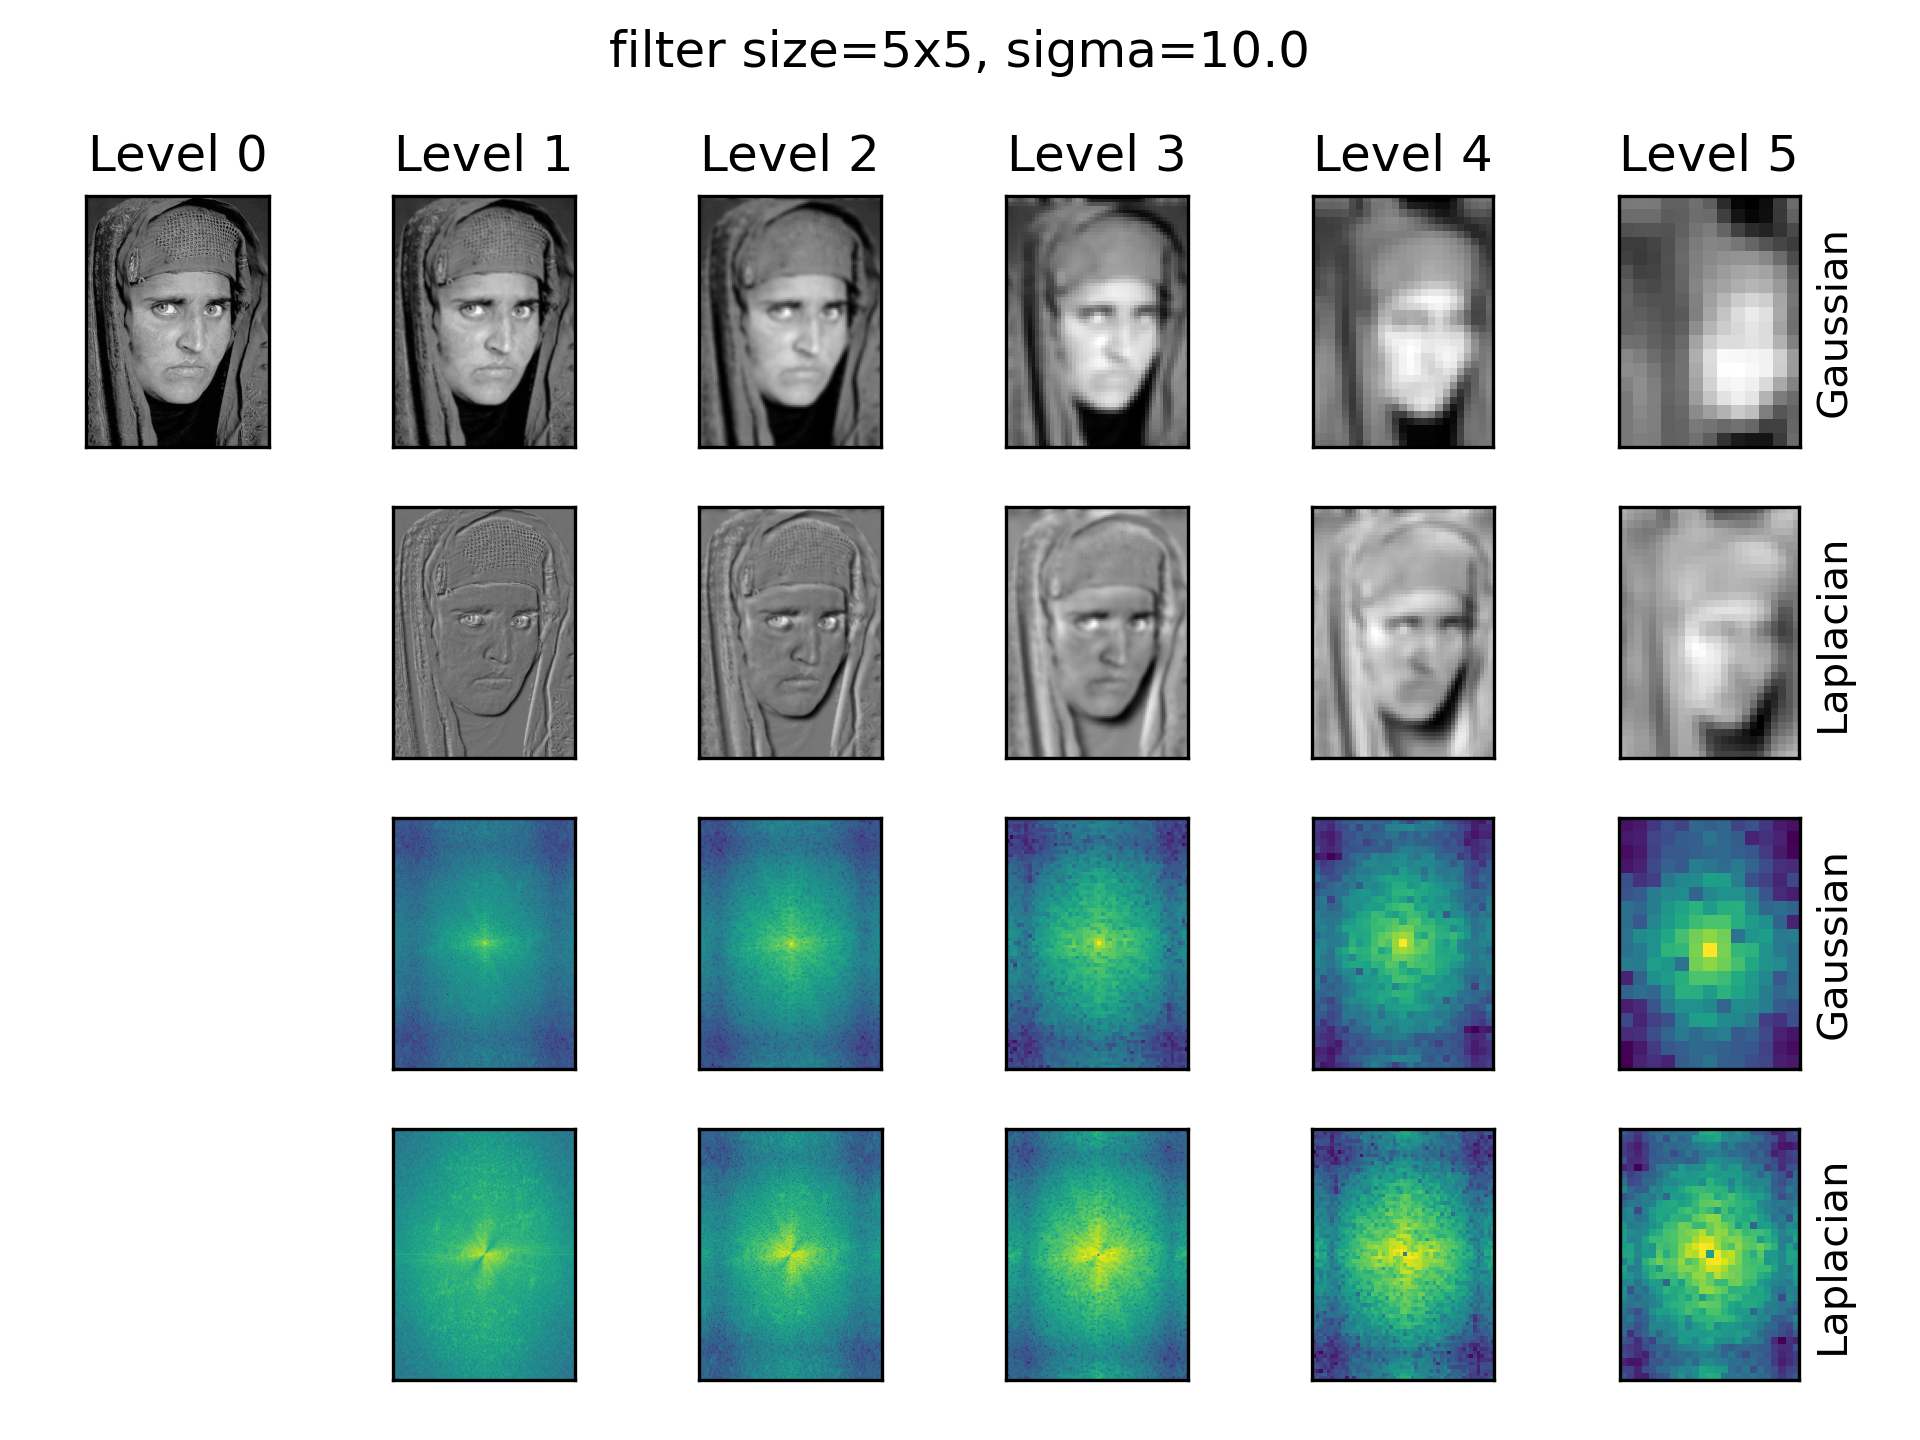 filter size=5x5, sigma=10.0
Level 0 Level 1 Level 2 Level 3 Level 4 Level 5
Gaussian
Laplacian
Gaussian
Laplacian